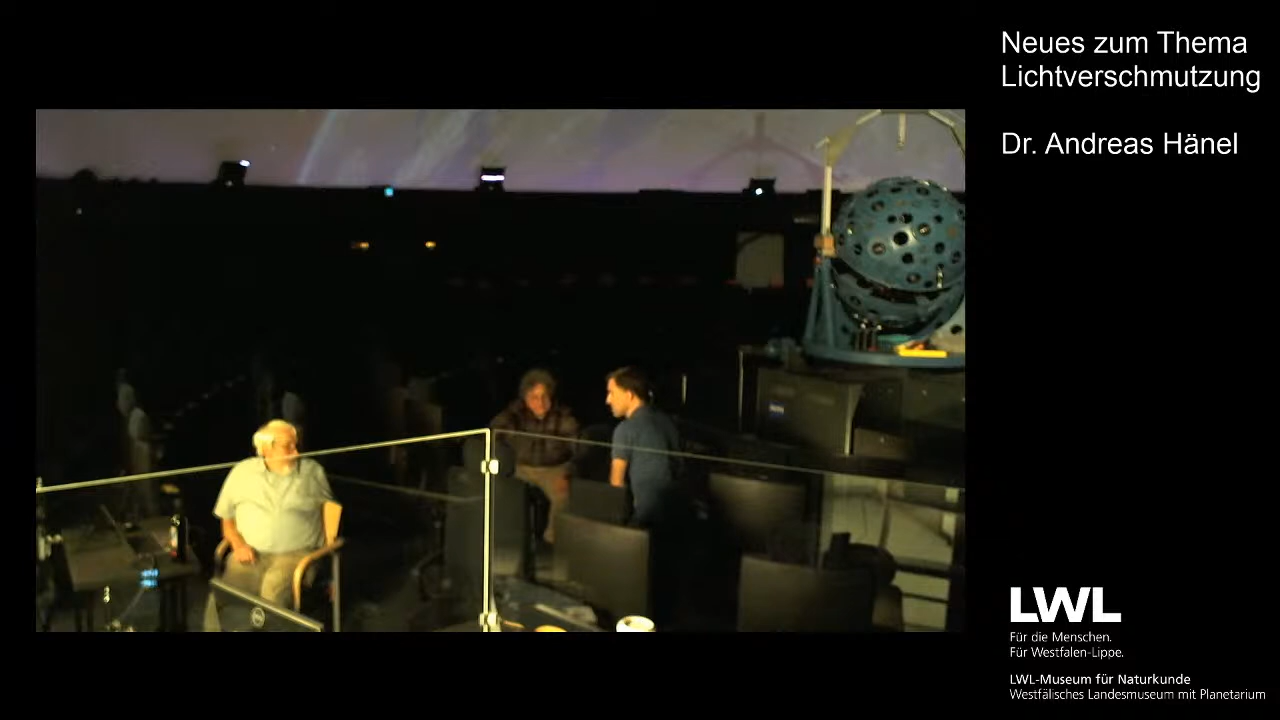 Neues zum Thema
Lichtverschmutzung
Dr. Andreas Hänel
LWL
Für die Menschen.
Für Westfalen-Lippe.
LWL-Museum für Naturkunde
Westfälisches Landesmuseum mit Planetarium